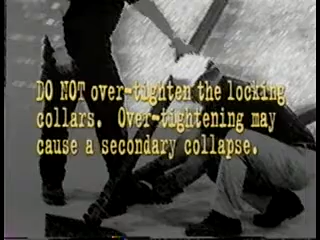 DO NOT over-tighten the locking
collars.  Over-tightening may
cause a secondary collapse.